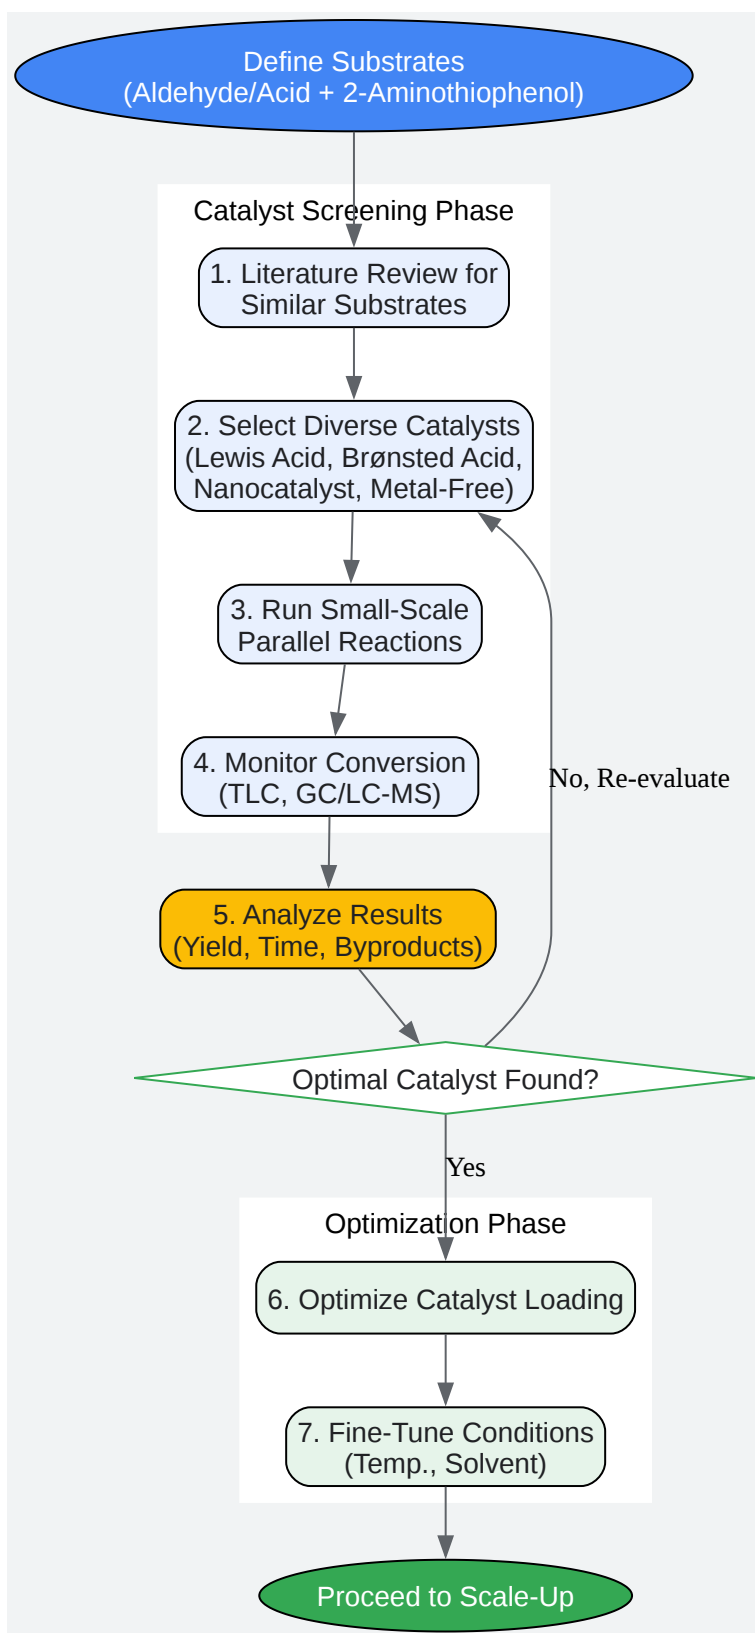 Define Substrates
(Aldehyde/Acid + 2-Aminothiophenol)
Catalyst Screening Phase
1. Literature Review for
Similar Substrates
2. Select Diverse Catalysts
(Lewis Acid, Brønsted Acid,
Nanocatalyst, Metal-Free)
3. Run Small-Scale
Parallel Reactions
4. Monitor Conversion
(TLC, GC/LC-MS)
No, Re-evaluate
5. Analyze Results
(Yield, Time, Byproducts)
Optimal Catalyst Found?
Yes
Optimization Phase
6. Optimize Catalyst Loading
7. Fine-Tune Conditions
(Temp., Solvent)
Proceed to Scale-Up